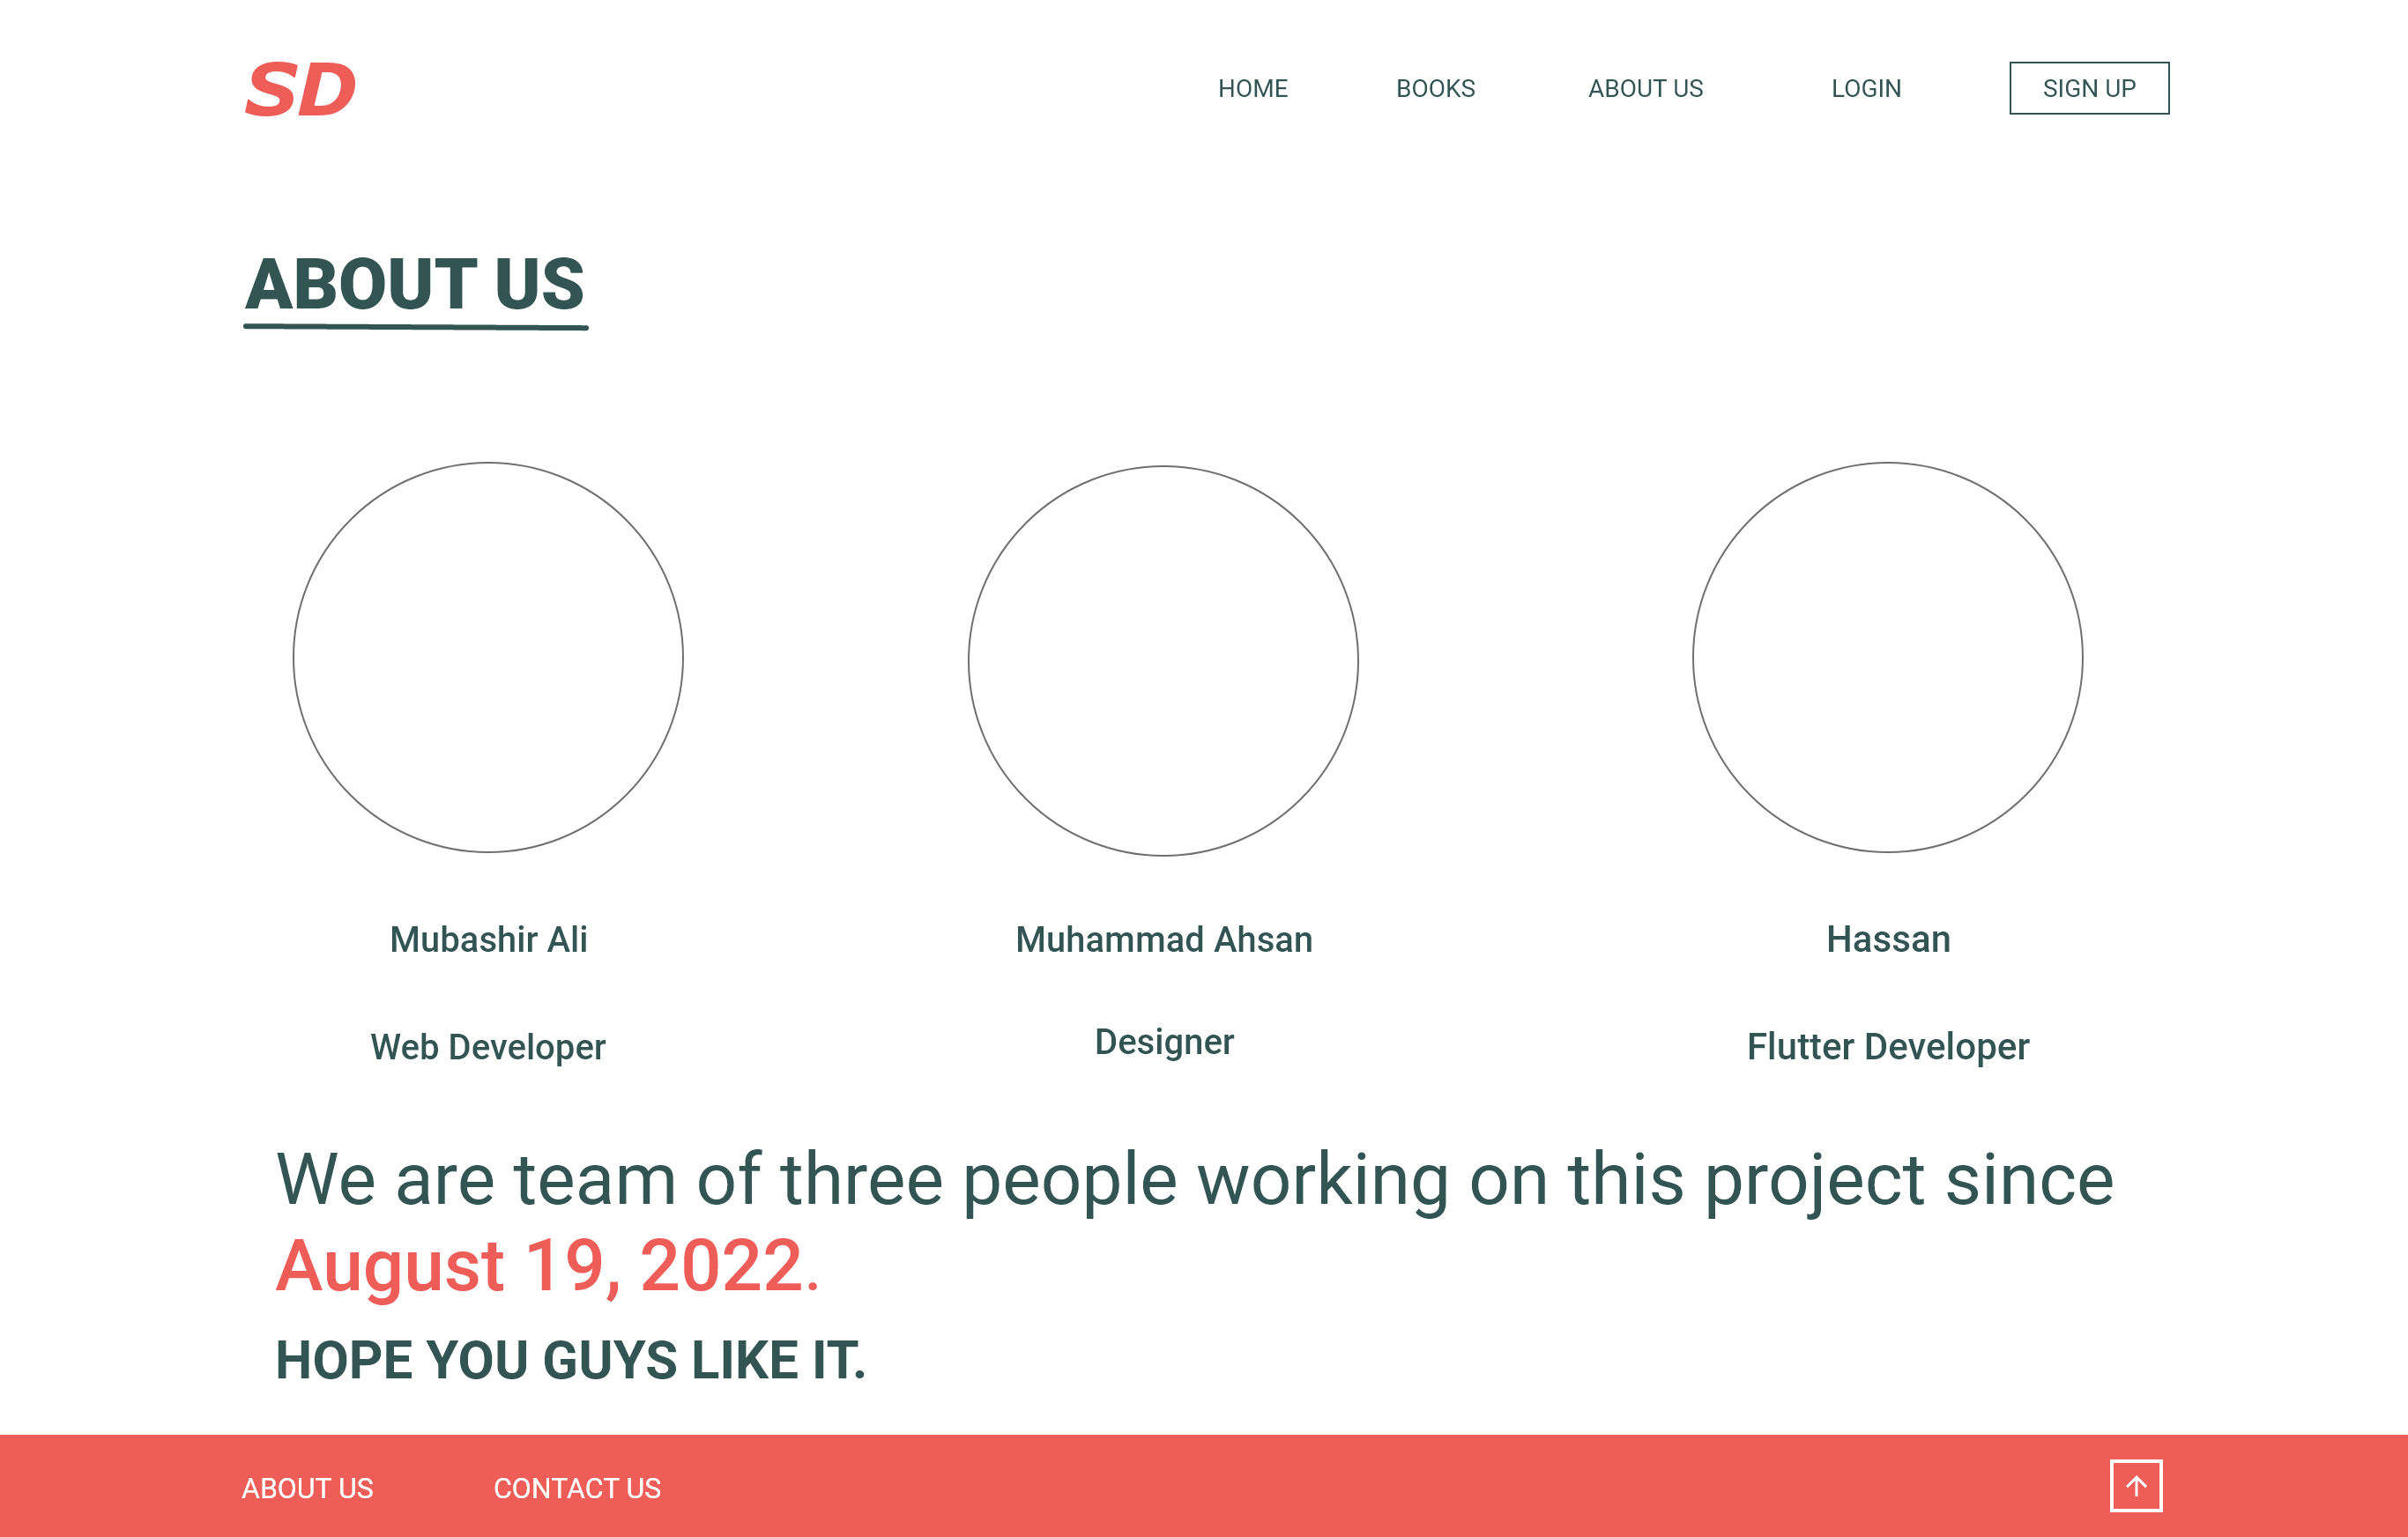 SD
HOME BOOKS ABOUT US LOGIN SIGN UP
ABOUT US
Mubashir Ali Muhammad Ahsan Hassan
Web Developer Designer Flutter Developer
We are team of three people working on this project since
August 19, 2022.
HOPE YOU GUYS LIKE IT.
ABOUT US CONTACT US